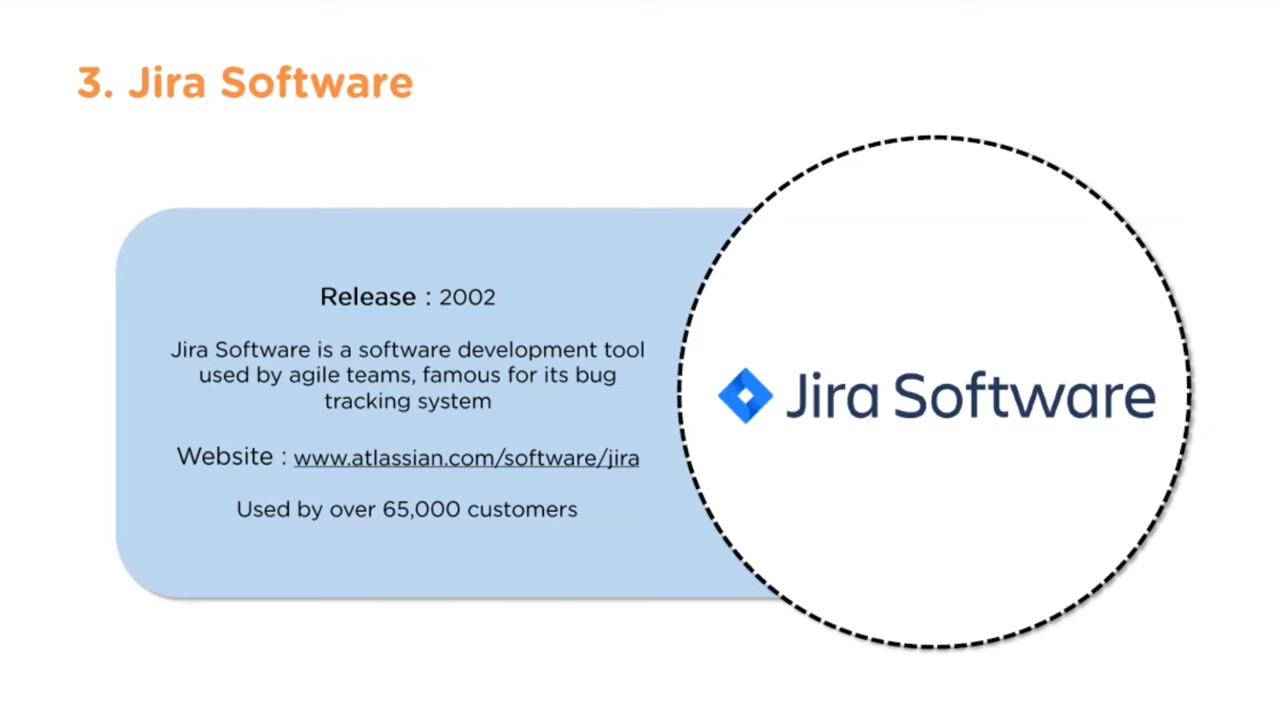 3. Jira Software
Release : 2002
Jira Software is a software development tool
used by agile teams, famous for its bug
tracking system
Website : www.atlassian.com/software/jira
Used by over 65,000 customers
Jira Software